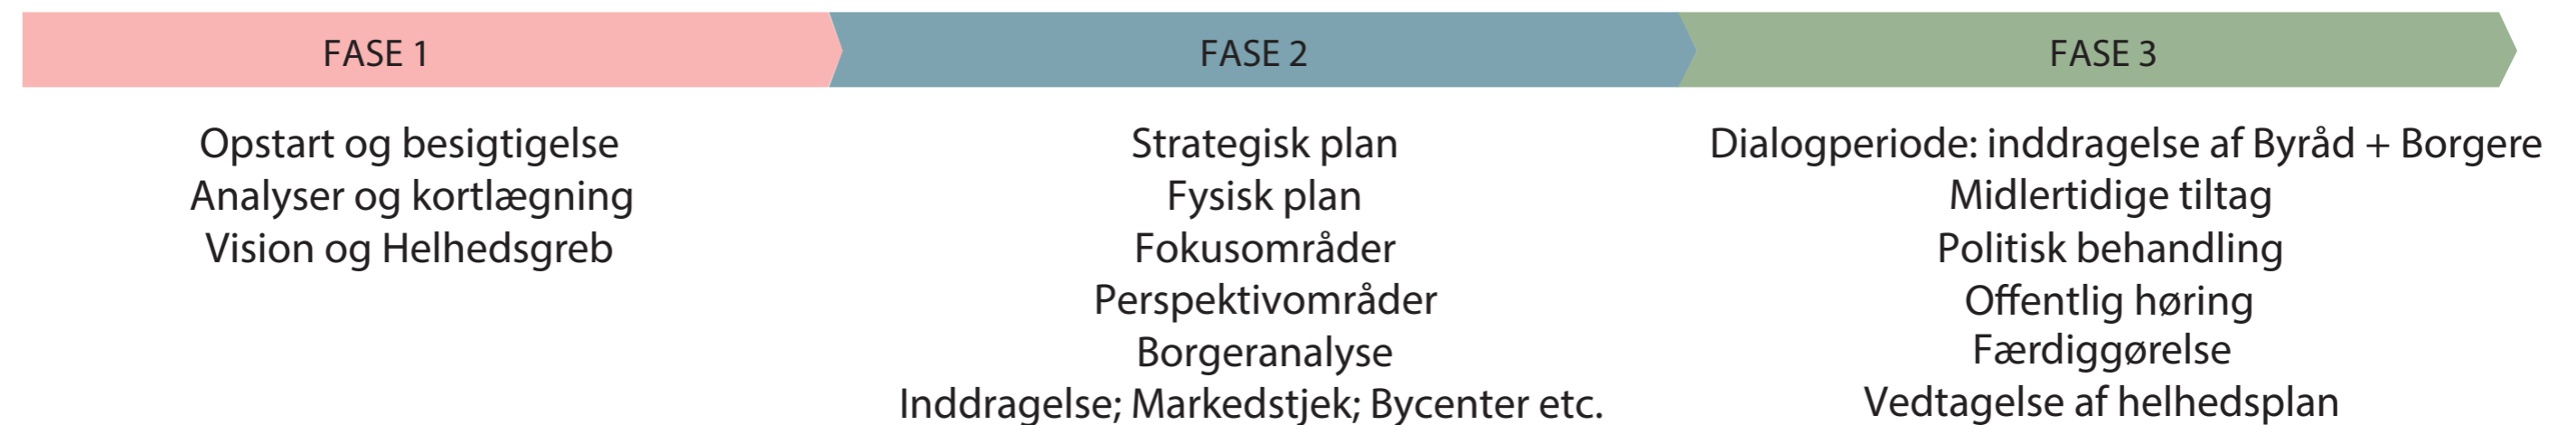 FASE 1
Opstart og besigtigelse
Analyser og kortlægning
Vision og Helhedsgreb
FASE 2
Strategisk plan
Fysisk plan
Fokusområder
Perspektivområder
Borgeranalyse
Inddragelse; Markedstjek; Bycenter etc.
FASE 3
Dialogperiode: inddragelse af Byråd + Borgere
Midlertidige tiltag
Politisk behandling
Offentlig høring
Færdiggørelse
Vedtagelse af helhedsplan